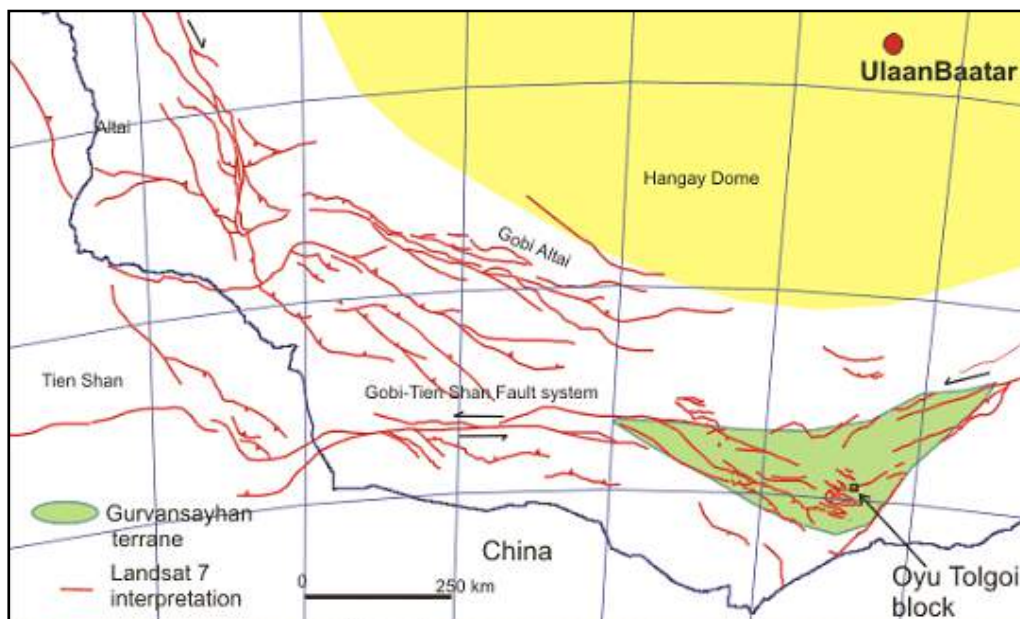 UlaanBaatar
Altai
Hangay Dome
Gobi Altai
Tien Shan
Gobi-Tien Shan Fault system
Gurvansayhan
terrane
Landsat 7
interpretation
China
0
250 km
Oyu Tolgoi
block